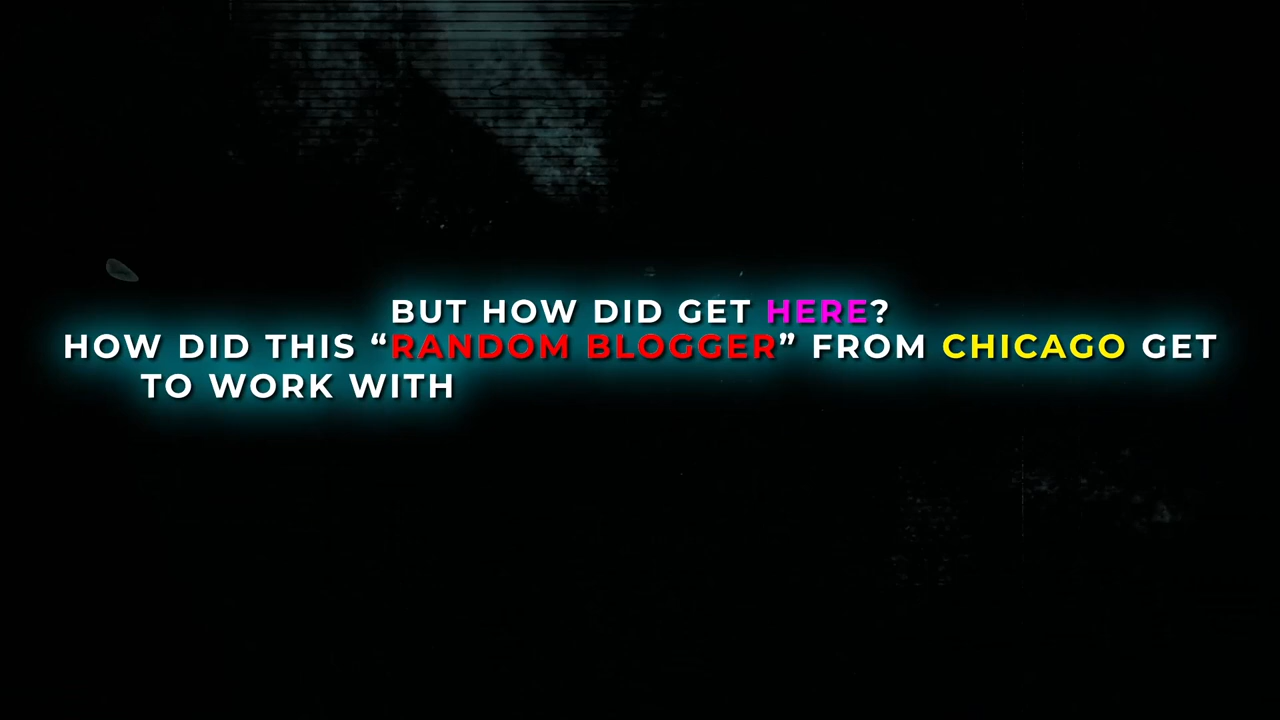 BUT HOW DID GET HERE?
HOW DID THIS “RANDOM BLOGGER” FROM CHICAGO GET
TO WORK WITH